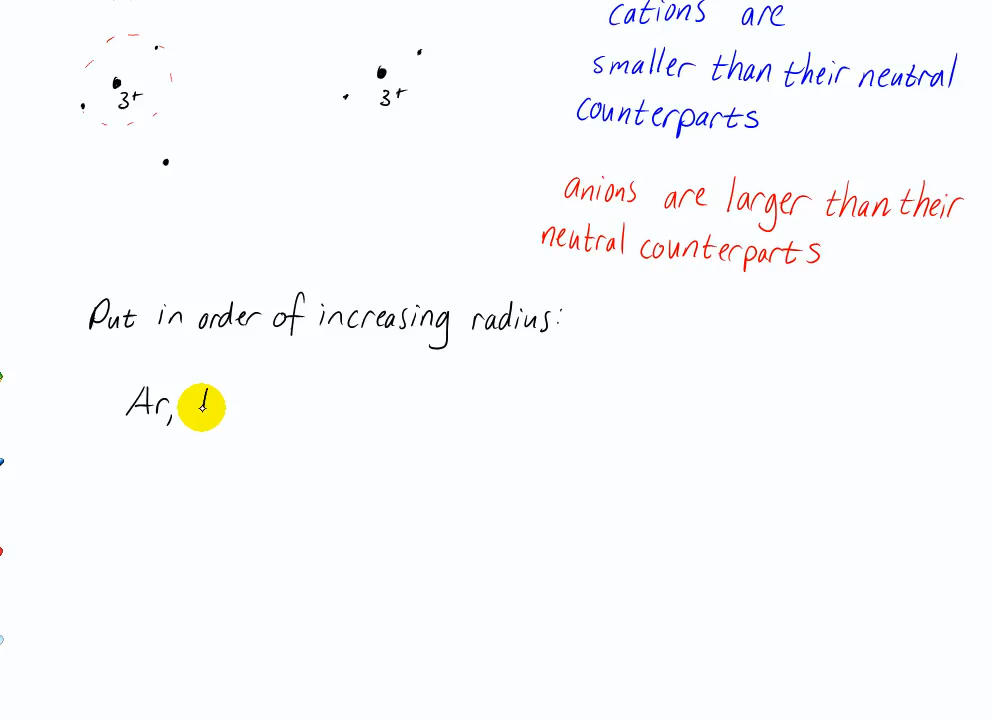 cations are
smaller than their neutral
counterparts
3+
3+
anions are larger than their
neutral counterparts
Put in order of increasing radius:
Ar,